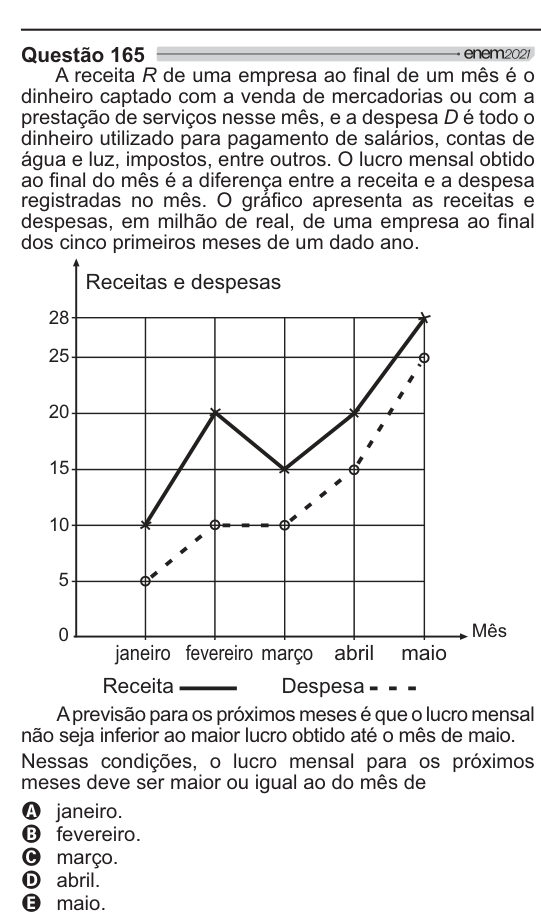 Questão 165 enem2021
A receita R de uma empresa ao final de um mês é o
dinheiro captado com a venda de mercadorias ou com a
prestação de serviços nesse mês, e a despesa D é todo o
dinheiro utilizado para pagamento de salários, contas de
água e luz, impostos, entre outros. O lucro mensal obtido
ao final do mês é a diferença entre a receita e a despesa
registradas no mês. O gráfico apresenta as receitas e
despesas, em milhão de real, de uma empresa ao final
dos cinco primeiros meses de um dado ano.
Receitas e despesas
28
25
20
15
10
5
0
Mês
janeiro fevereiro março abril maio
Receita Despesa
A previsão para os próximos meses é que o lucro mensal
não seja inferior ao maior lucro obtido até o mês de maio.
Nessas condições, o lucro mensal para os próximos
meses deve ser maior ou igual ao do mês de
A janeiro.
B fevereiro.
C março.
D abril.
E maio.